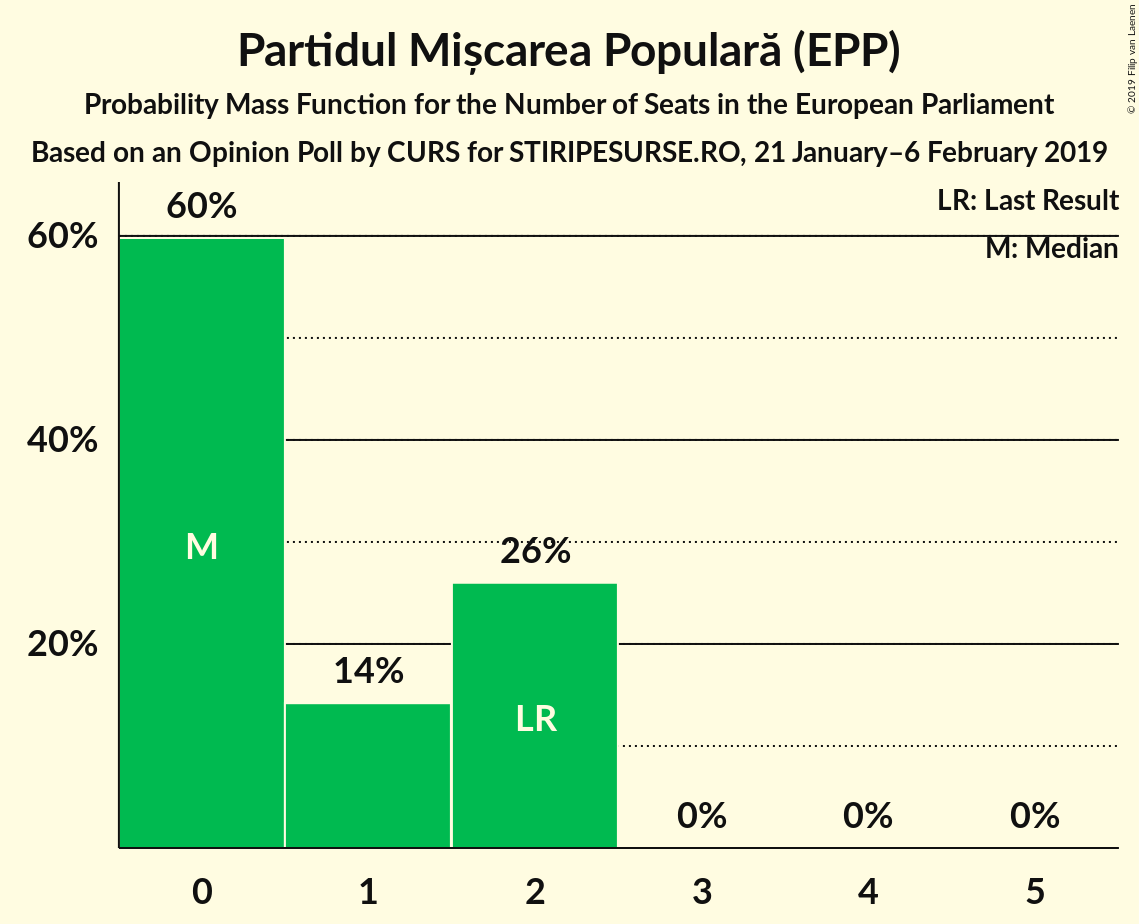 Partidul Mișcarea Populară (EPP)
Probability Mass Function for the Number of Seats in the European Parliament
Based on an Opinion Poll by CURS for STIRIPESURSE.RO, 21 January–6 February 2019
© 2019 Filip van Laenen
LR: Last Result
M: Median
60%
40%
20%
60%
14%
26%
0%
0%
0%
M
LR
0 1 2 3 4 5